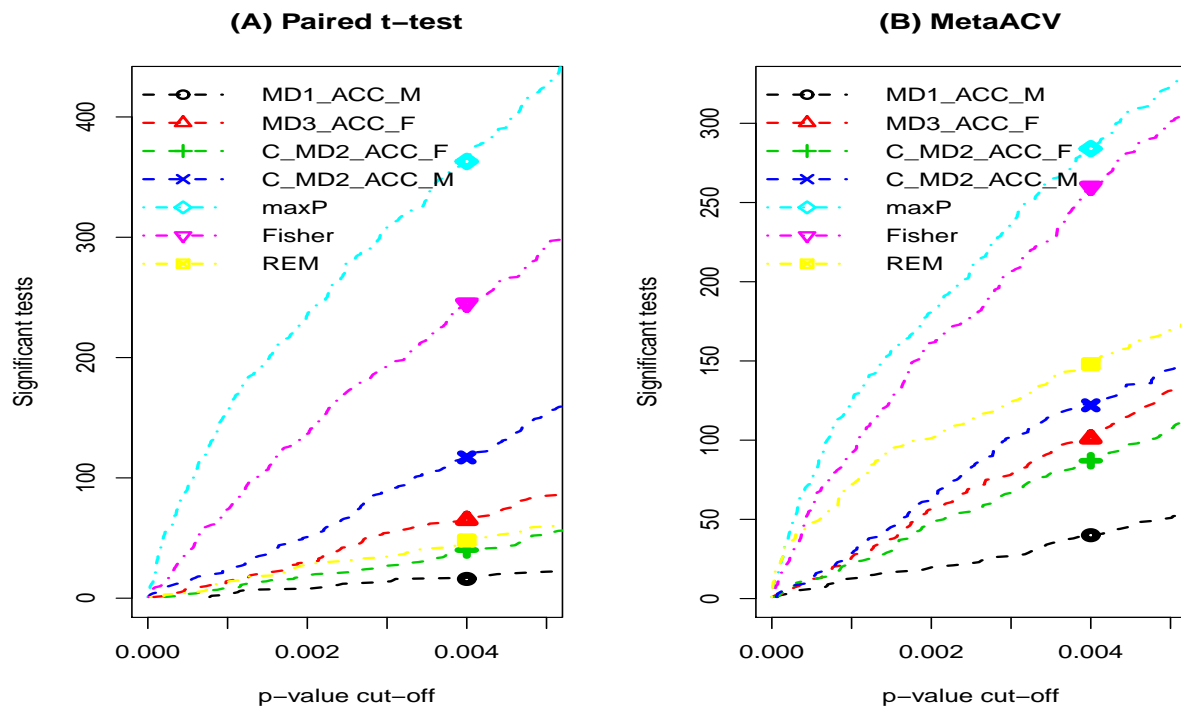 (A) Paired t−test
Significant tests
400
300
200
100
0
MD1_ACC_M
MD3_ACC_F
C_MD2_ACC_F
C_MD2_ACC_M
maxP
Fisher
REM
0.000 0.002 0.004
p−value cut−off
(B) MetaACV
Significant tests
300
250
200
150
100
50
0
MD1_ACC_M
MD3_ACC_F
C_MD2_ACC_F
C_MD2_ACC_M
maxP
Fisher
REM
0.000 0.002 0.004
p−value cut−off